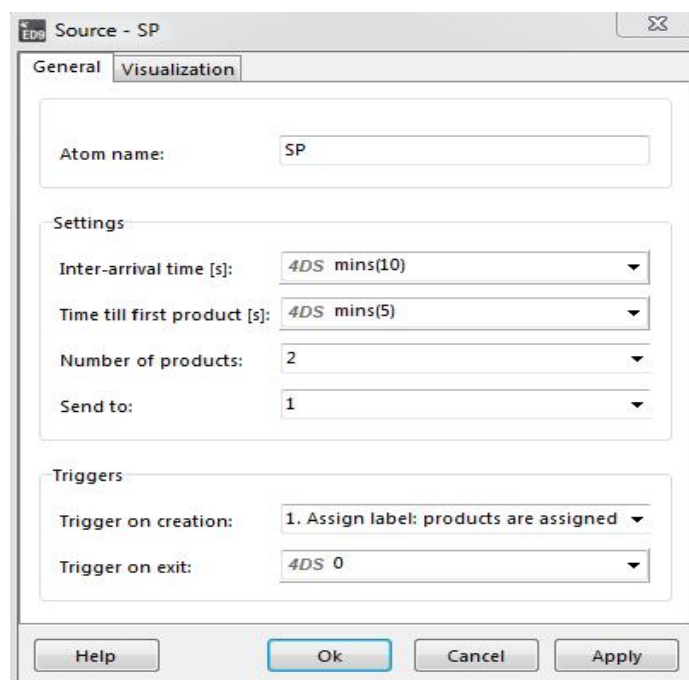 ED9 Source - SP
General Visualization
Atom name: SP
Settings
Inter-arrival time [s]: 4DS mins(10)
Time till first product [s]: 4DS mins(5)
Number of products: 2
Send to: 1
Triggers
Trigger on creation: 1. Assign label: products are assigned
Trigger on exit: 4DS 0
Help Ok Cancel Apply